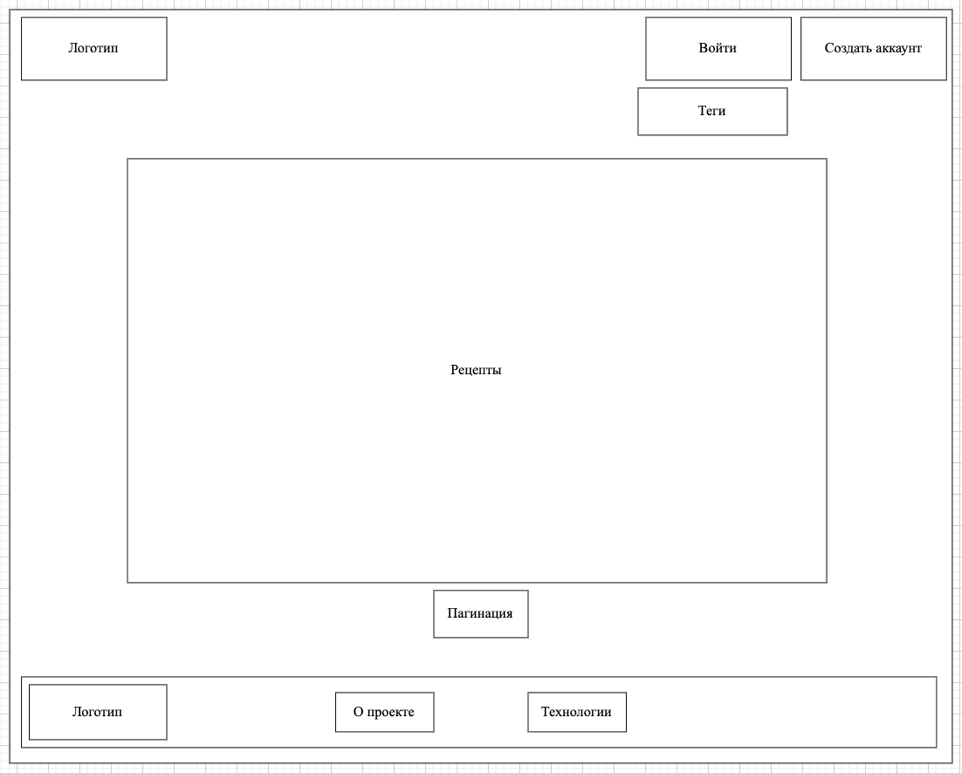 Логотип
Войти
Создать аккаунт
Теги
Рецепты
Пагинация
Логотип
О проекте
Технологии